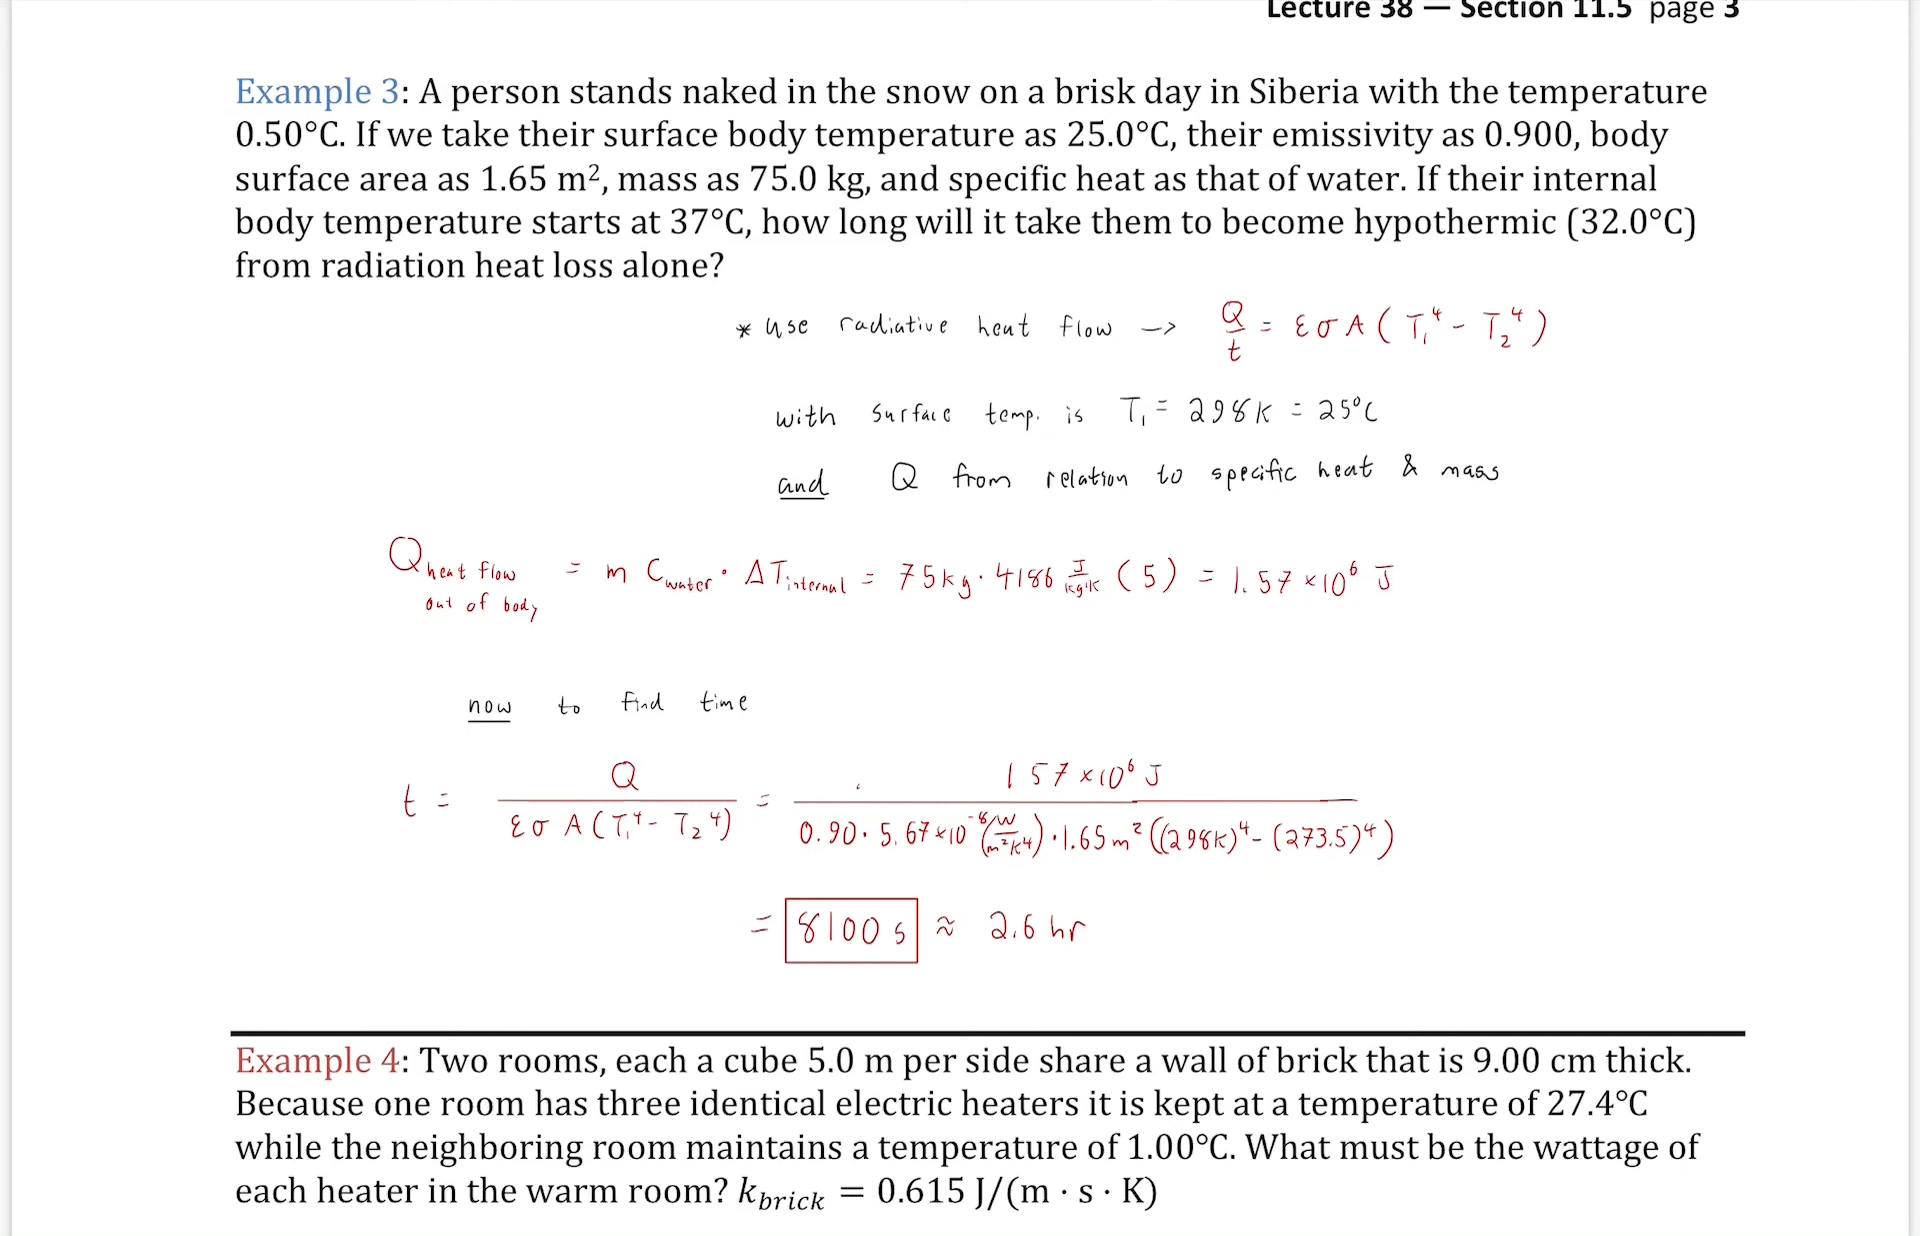 Lecture 38 — Section 11.5 page 3
Example 3: A person stands naked in the snow on a brisk day in Siberia with the temperature
0.50°C. If we take their surface body temperature as 25.0°C, their emissivity as 0.900, body
surface area as 1.65 m², mass as 75.0 kg, and specific heat as that of water. If their internal
body temperature starts at 37°C, how long will it take them to become hypothermic (32.0°C)
from radiation heat loss alone?
* use radiative heat flow -> Q/t = εσA(T₁⁴ - T₂⁴)
with surface temp. is T₁ = 298K = 25°C
and Q from relation to specific heat & mass
Q heat flow out of body = m C_water · ΔT_internal = 75kg · 4186 J/kg·K (5) = 1.57 ×10⁶ J
now to find time
t = Q / εσA(T₁⁴ - T₂⁴) = 1 57 ×10⁶ J / 0.90 · 5.67 ×10⁻⁸ (W/m²K⁴) · 1.65 m² ((298K)⁴ - (273.5)⁴)
= 8100 s ≈ 2.6 hr
Example 4: Two rooms, each a cube 5.0 m per side share a wall of brick that is 9.00 cm thick.
Because one room has three identical electric heaters it is kept at a temperature of 27.4°C
while the neighboring room maintains a temperature of 1.00°C. What must be the wattage of
each heater in the warm room? k_brick = 0.615 J/(m · s · K)